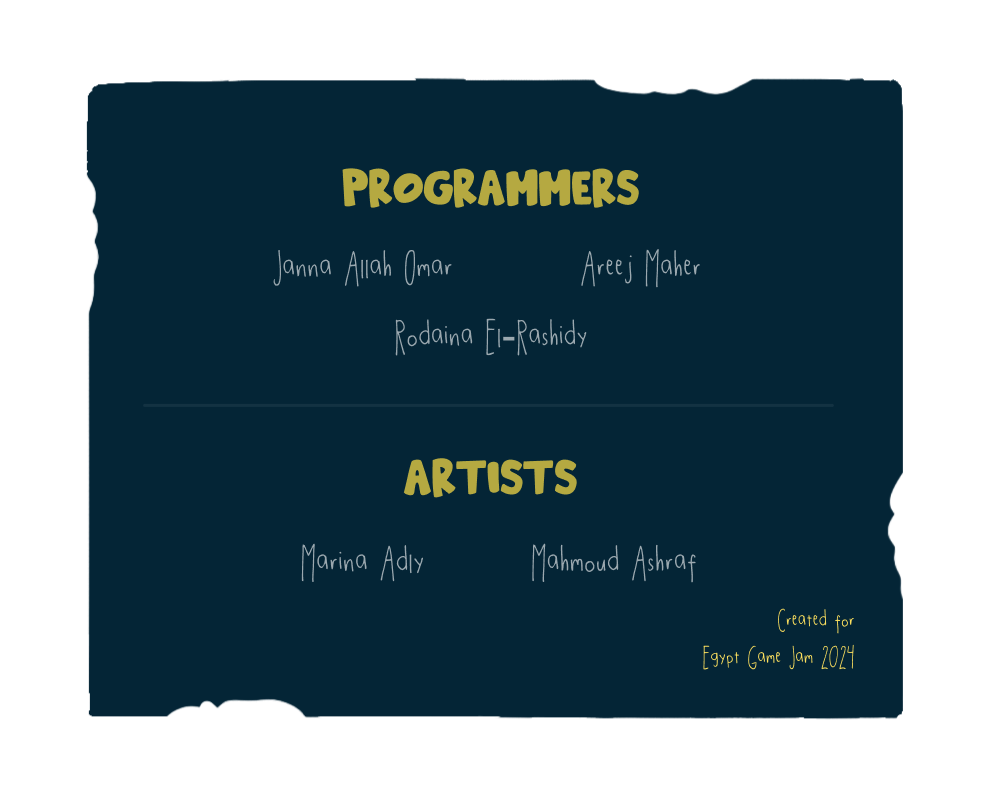 PROGRAMMERS
Janna Allah Omar Areej Maher
Rodaina El-Rashidy
ARTISTS
Marina Adly Mahmoud Ashraf
Created for
Egypt Game Jam 2024